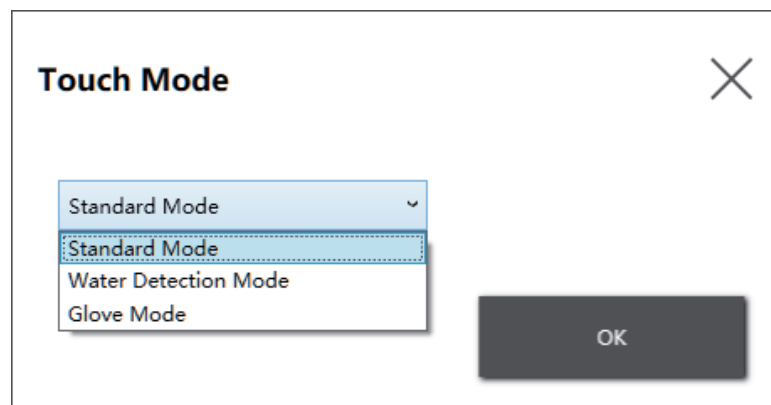 Touch Mode
Standard Mode
Standard Mode
Water Detection Mode
Glove Mode
OK